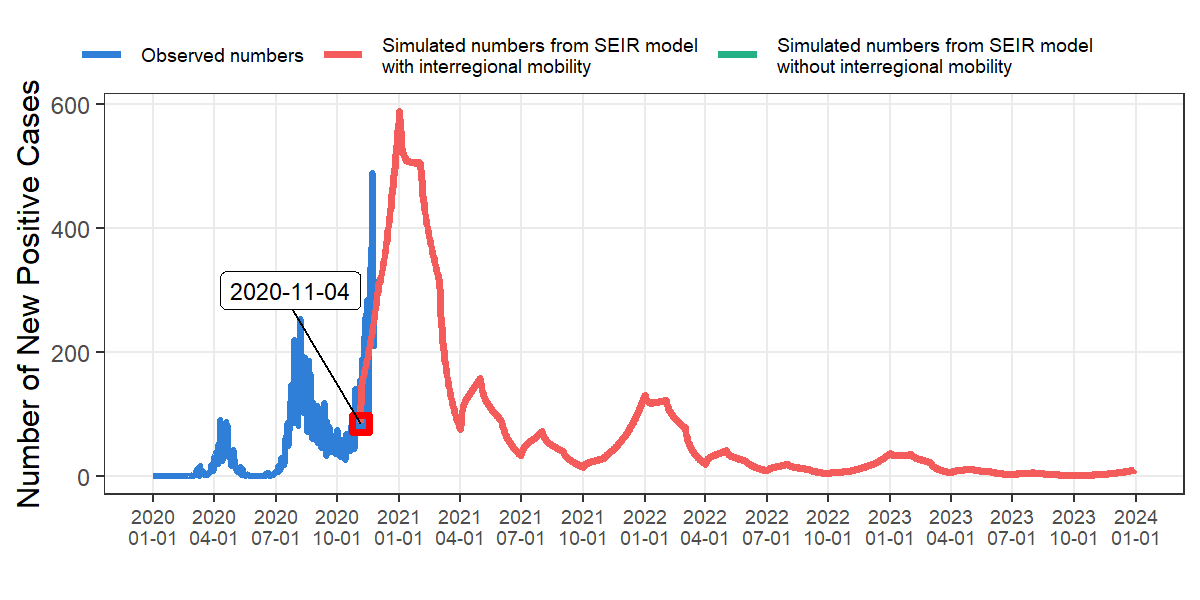 Observed numbers
Simulated numbers from SEIR model
with interregional mobility
Simulated numbers from SEIR model
without interregional mobility
Number of New Positive Cases
600
400
200
0
2020-11-04
2020 2020 2020 2020 2021 2021 2021 2021 2022 2022 2022 2022 2023 2023 2023 2023 2024
01-01 04-01 07-01 10-01 01-01 04-01 07-01 10-01 01-01 04-01 07-01 10-01 01-01 04-01 07-01 10-01 01-01